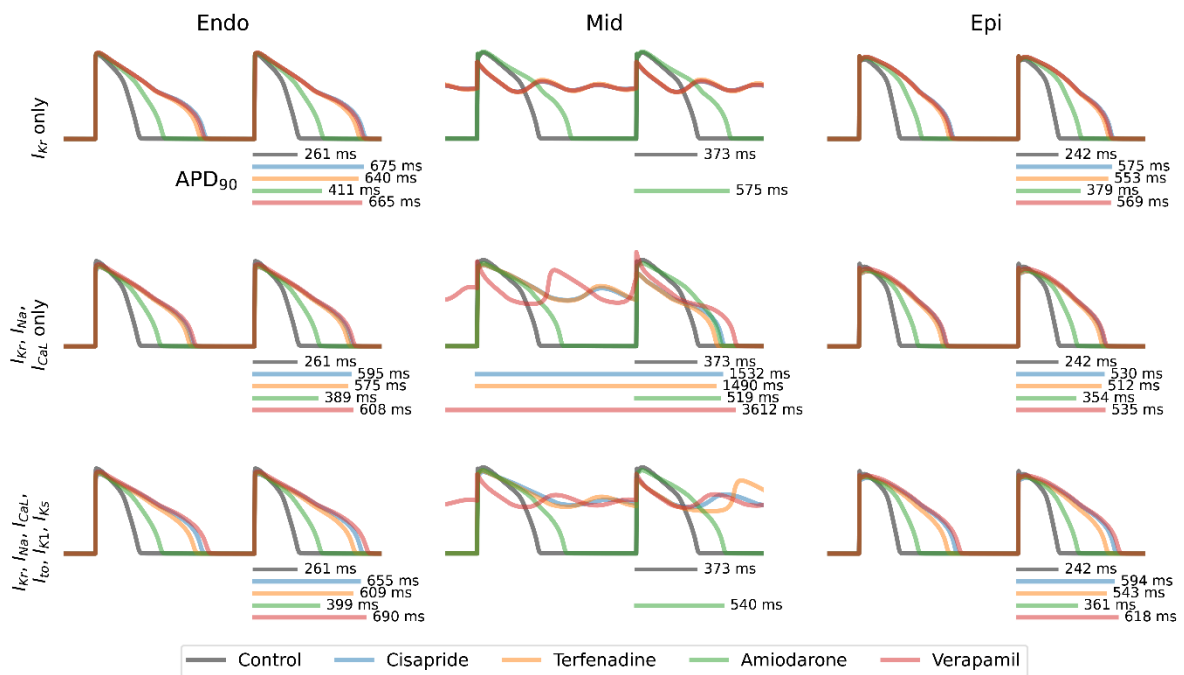 Endo
Mid
Epi
I_Kr only
APD90
261 ms
675 ms
640 ms
411 ms
665 ms
373 ms
575 ms
242 ms
575 ms
553 ms
379 ms
569 ms
I_Kr, I_Na,
I_CaL only
261 ms
595 ms
575 ms
389 ms
608 ms
373 ms
1532 ms
1490 ms
519 ms
3612 ms
242 ms
530 ms
512 ms
354 ms
535 ms
I_Kr, I_Na, I_CaL,
I_to, I_K1, I_Ks
261 ms
655 ms
609 ms
399 ms
690 ms
373 ms
540 ms
242 ms
594 ms
543 ms
361 ms
618 ms
Control
Cisapride
Terfenadine
Amiodarone
Verapamil